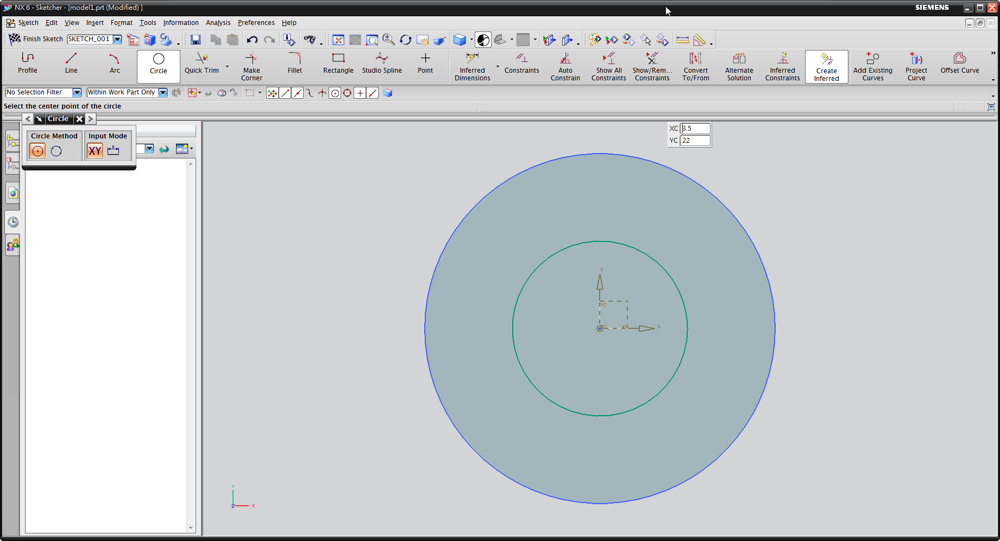 NX 6 - Sketcher - [model1.prt (Modified) ]
SIEMENS
Sketch Edit View Insert Format Tools Information Analysis Preferences Help
Finish Sketch SKETCH_001
Profile Line Arc Circle Quick Trim Make Corner Fillet Rectangle Studio Spline Point Inferred Dimensions Constraints Auto Constrain Show All Constraints Show/Rem... Constraints Convert To/From Alternate Solution Inferred Constraints Create Inferred Add Existing Curves Project Curve Offset Curve
No Selection Filter Within Work Part Only
Select the center point of the circle
Circle
Circle Method Input Mode
XY
XC 3.5
YC 22
Y
YC
X
Y
Z X